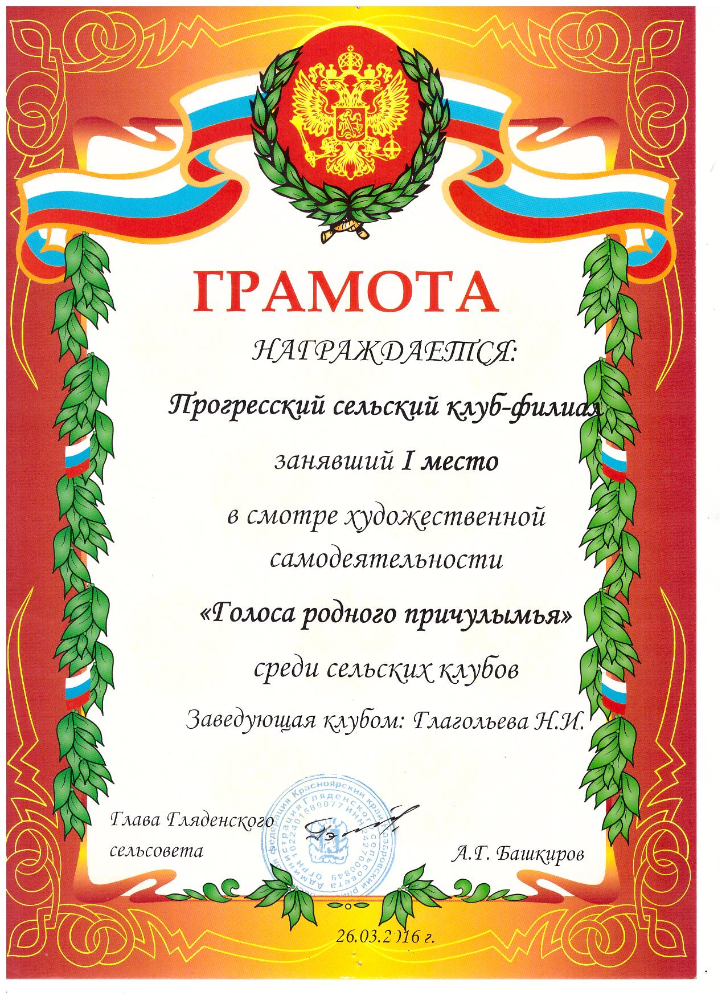 ГРАМОТА
НАГРАЖДАЕТСЯ:
Прогресский сельский клуб-филиал
занявший I место
в смотре художественной
самодеятельности
«Голоса родного причулымья»
среди сельских клубов
Заведующая клубом: Глагольева Н.И.
Глава Гляденского
сельсовета
А.Г. Башкиров
федерация Красноярский край Назаровский
Администрация Гляденского сельсовета
ОГРН 1022401589077 ИНН 2427000849
26.03.2016 г.